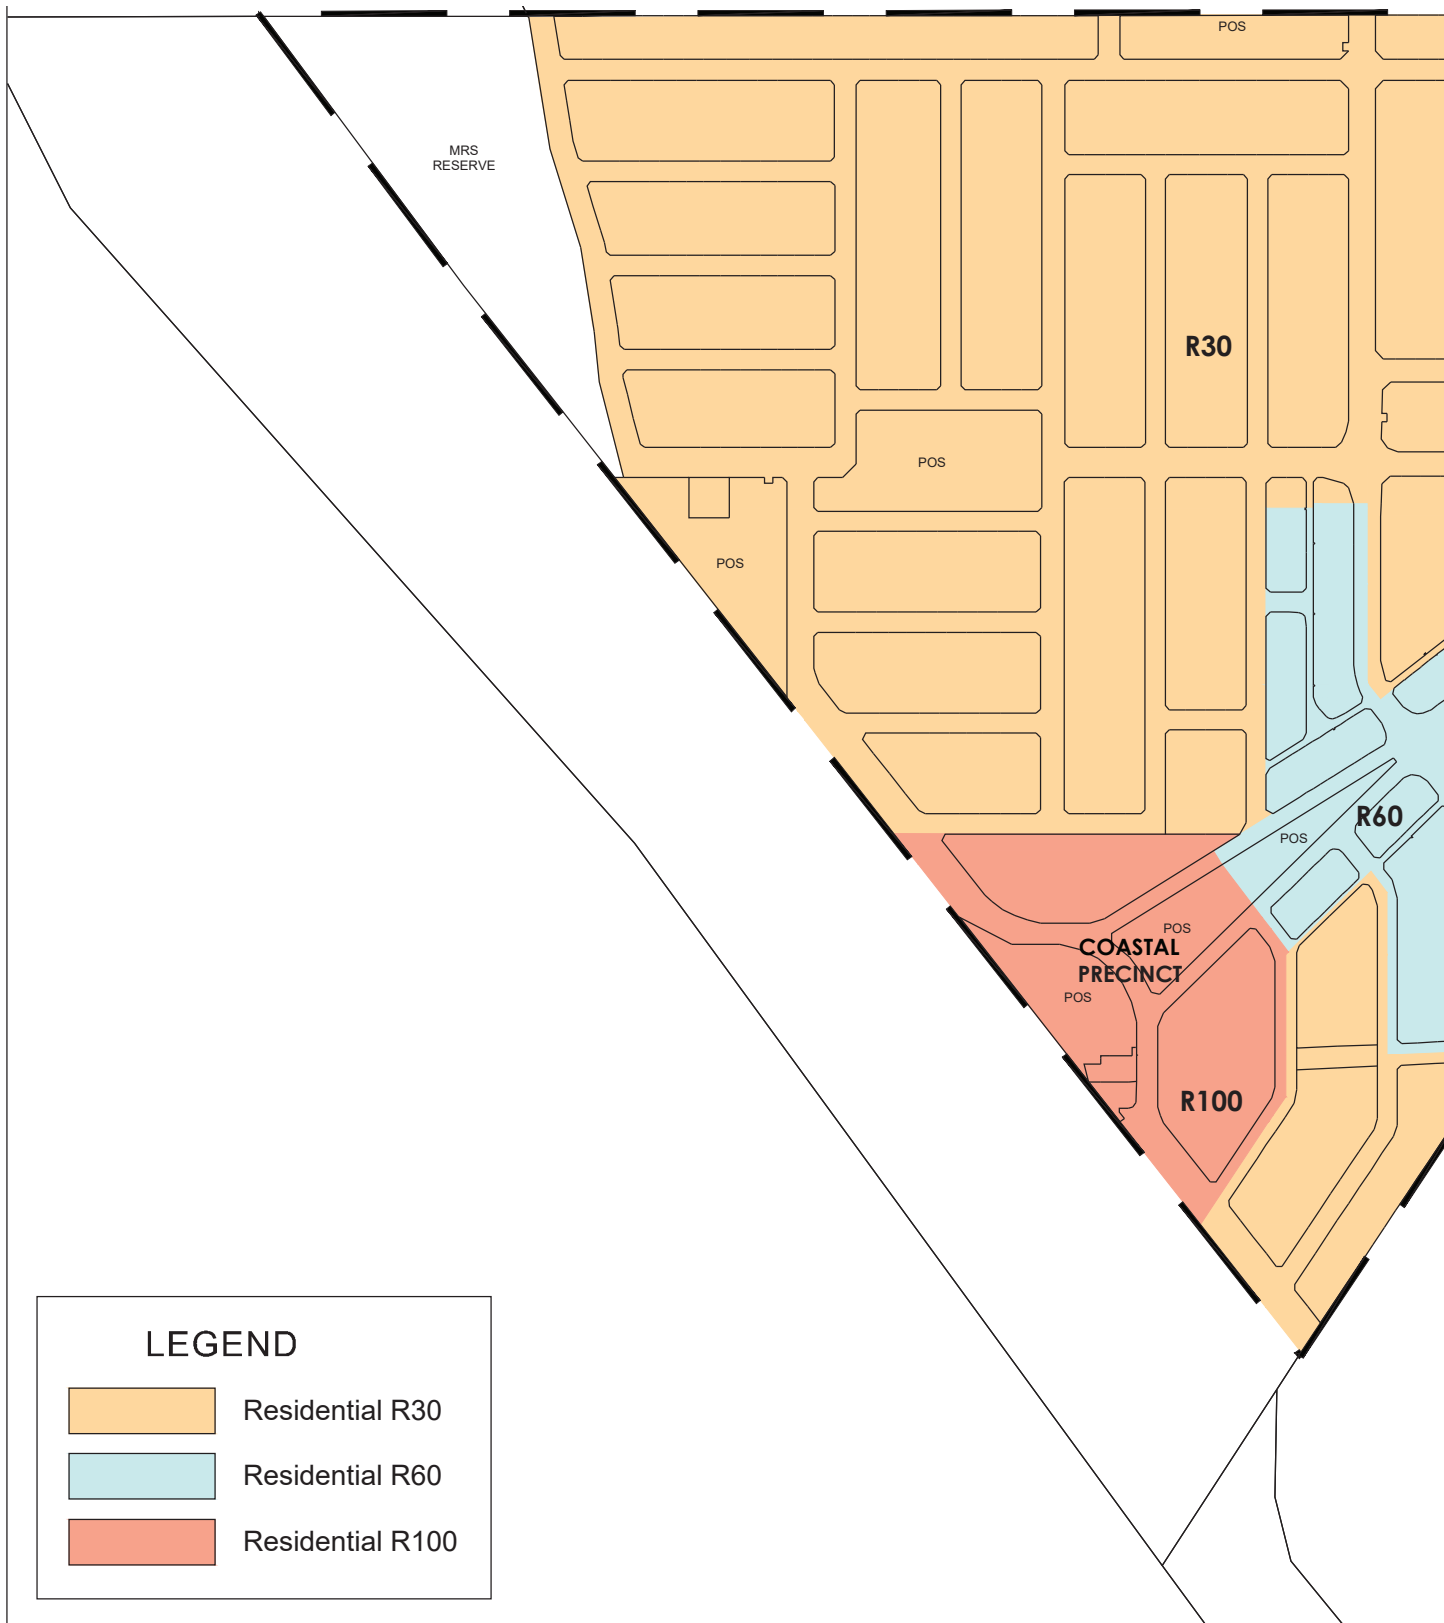 POS
MRS
RESERVE
R30
POS
POS
R60
POS
POS
COASTAL
PRECINCT
POS
R100
LEGEND
Residential R30
Residential R60
Residential R100